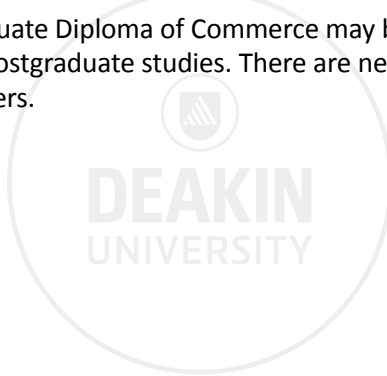 uate Diploma of Commerce may b
ostgraduate studies. There are ne
ers.
DEAKIN
UNIVERSITY